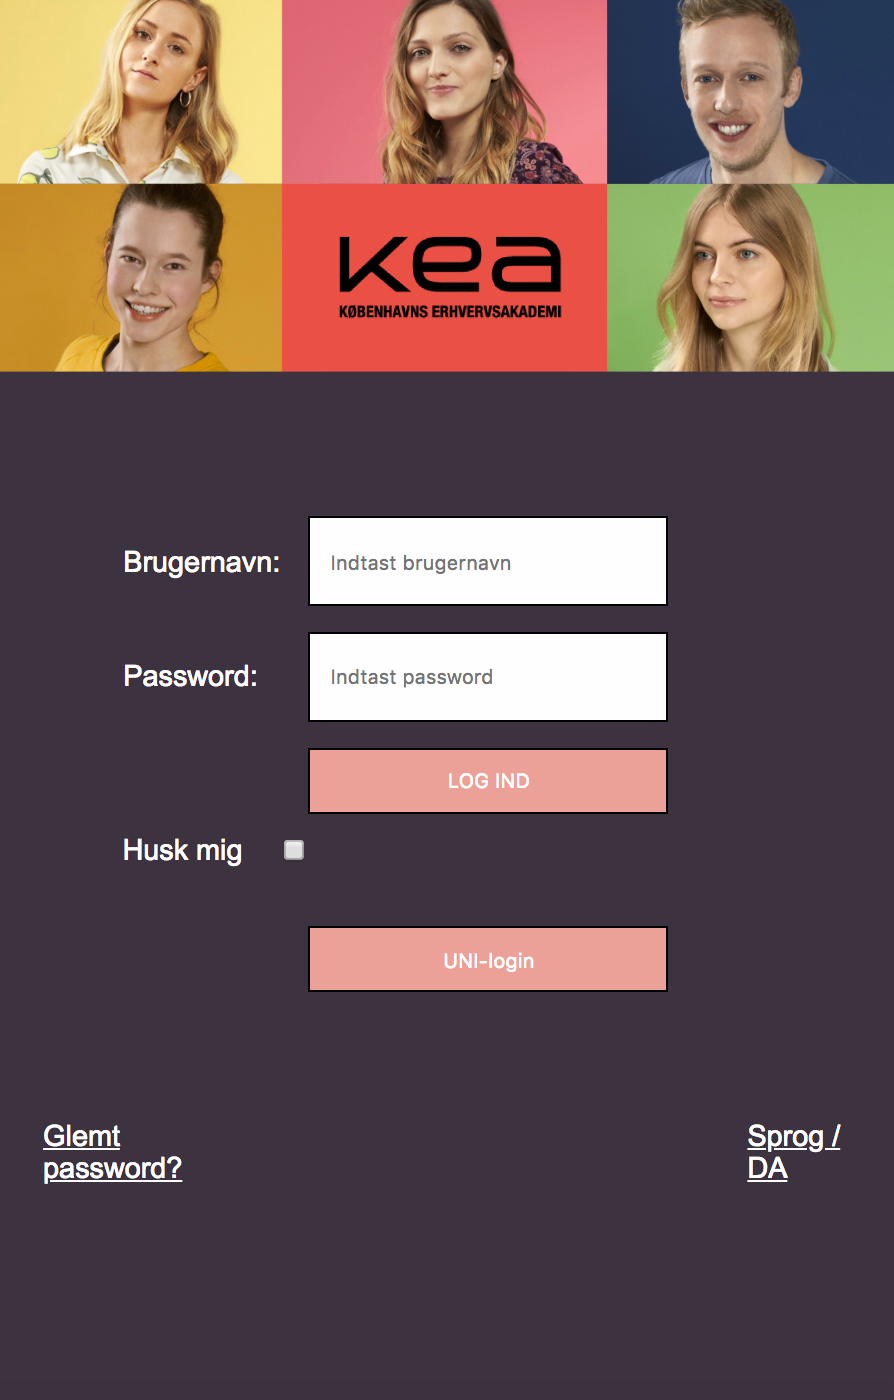 kea
KØBENHAVNS ERHVERVSAKADEMI
Brugernavn:
Indtast brugernavn
Password:
Indtast password
LOG IND
Husk mig
UNI-login
Glemt
password?
Sprog /
DA